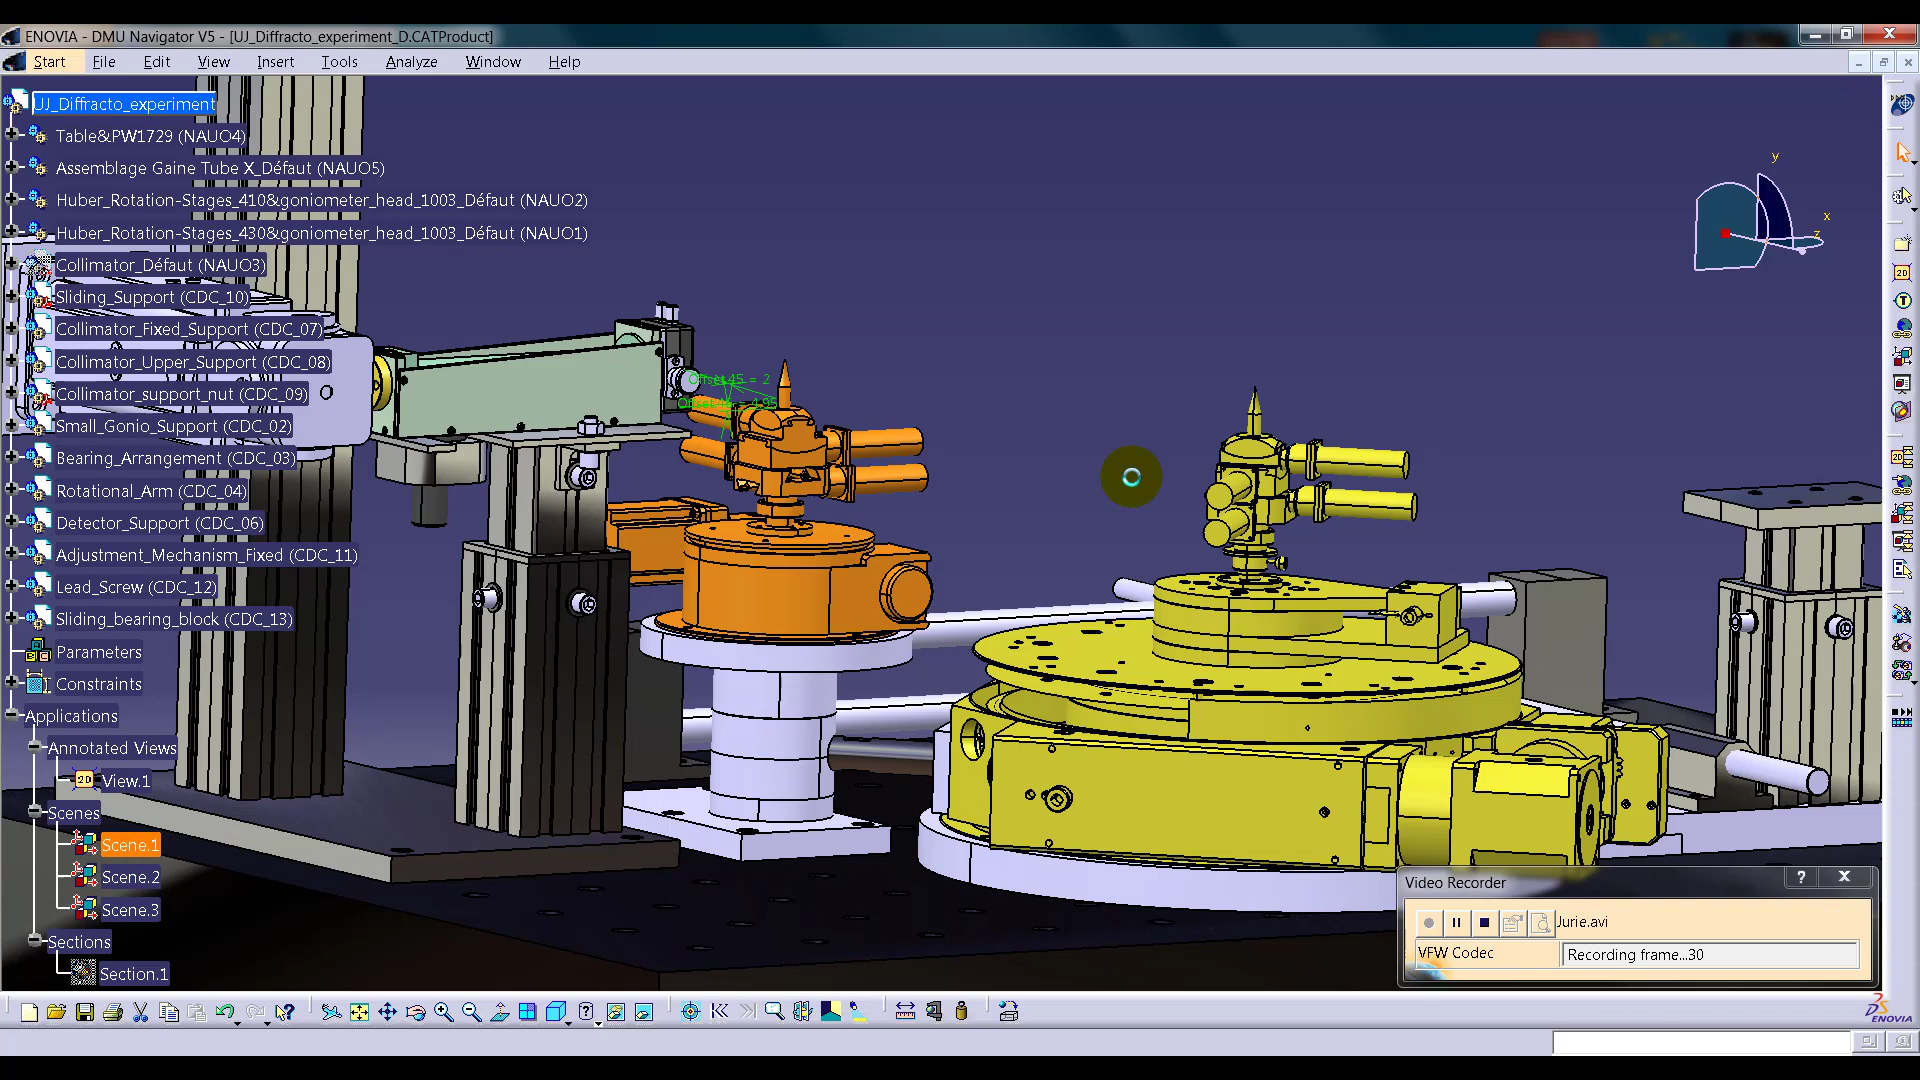 ENOVIA - DMU Navigator V5 - [UJ_Diffracto_experiment_D.CATProduct]
Start File Edit View Insert Tools Analyze Window Help
UJ_Diffracto_experiment
Table&PW1729 (NAUO4)
Assemblage Gaine Tube X_Défaut (NAUO5)
Huber_Rotation-Stages_410&goniometer_head_1003_Défaut (NAUO2)
Huber_Rotation-Stages_430&goniometer_head_1003_Défaut (NAUO1)
Collimator_Défaut (NAUO3)
Sliding_Support (CDC_10)
Collimator_Fixed_Support (CDC_07)
Collimator_Upper_Support (CDC_08)
Collimator_support_nut (CDC_09)
Small_Gonio_Support (CDC_02)
Bearing_Arrangement (CDC_03)
Rotational_Arm (CDC_04)
Detector_Support (CDC_06)
Adjustment_Mechanism_Fixed (CDC_11)
Lead_Screw (CDC_12)
Sliding_bearing_block (CDC_13)
Parameters
Constraints
Applications
Annotated Views
2D View.1
Scenes
Scene.1
Scene.2
Scene.3
Sections
Section.1
Offset.45 = 2
y
x
z
Video Recorder
Jurie.avi
VFW Codec
Recording frame...30
ENOVIA